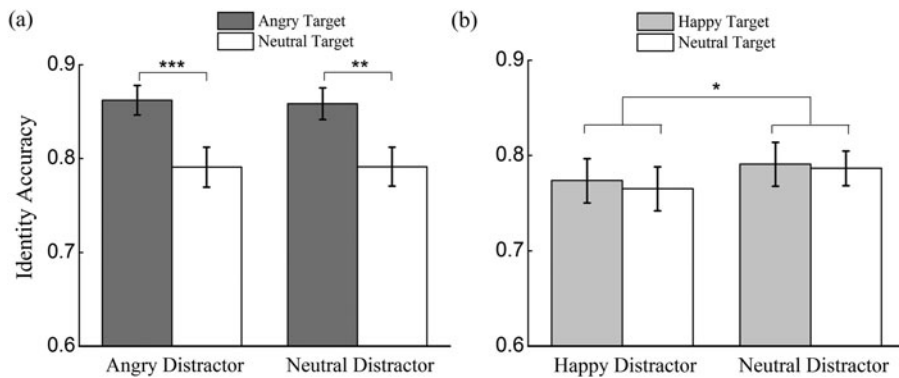 (a)
Angry Target
Neutral Target
0.9
0.8
0.7
0.6
Identity Accuracy
***
**
Angry Distractor
Neutral Distractor
(b)
Happy Target
Neutral Target
0.9
0.8
0.7
0.6
*
Happy Distractor
Neutral Distractor